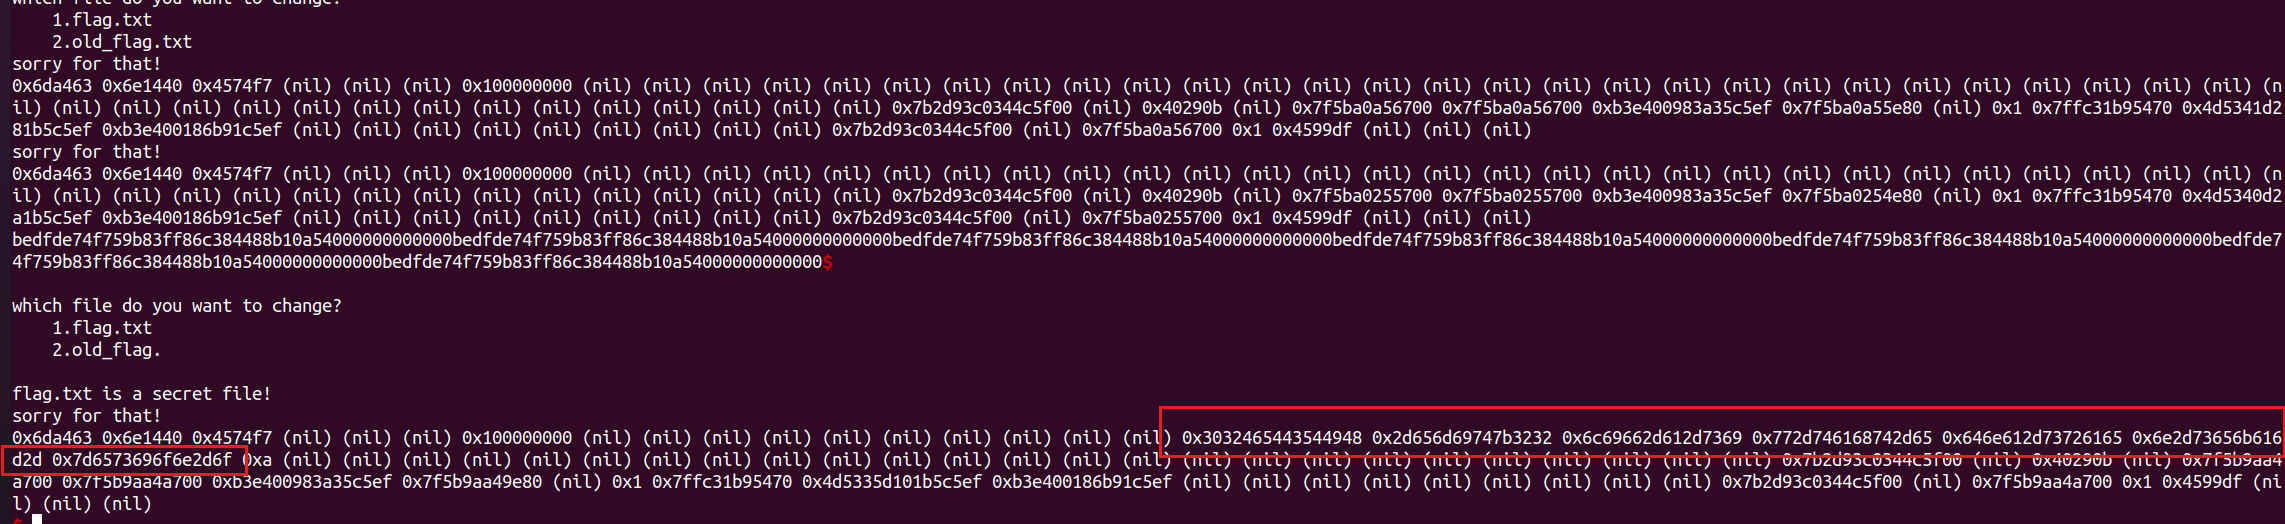 which file do you want to change?
1.flag.txt
2.old_flag.txt
sorry for that!
0x6da463 0x6e1440 0x4574f7 (nil) (nil) (nil) 0x100000000 (nil) (nil) (nil) (nil) (nil) (nil) (nil) (nil) (nil) (nil) (nil) (nil) (nil) (nil) (nil) (nil) (nil) (nil) (nil) (nil) (nil) (nil) (nil) (nil) (nil) (nil) (nil) (nil) (n
il) (nil) (nil) (nil) (nil) (nil) (nil) (nil) (nil) (nil) (nil) (nil) (nil) (nil) (nil) 0x7b2d93c0344c5f00 (nil) 0x40290b (nil) 0x7f5ba0a56700 0x7f5ba0a56700 0xb3e400983a35c5ef 0x7f5ba0a55e80 (nil) 0x1 0x7ffc31b95470 0x4d5341d2
81b5c5ef 0xb3e400186b91c5ef (nil) (nil) (nil) (nil) (nil) (nil) (nil) (nil) (nil) 0x7b2d93c0344c5f00 (nil) 0x7f5ba0a56700 0x1 0x4599df (nil) (nil) (nil)
sorry for that!
0x6da463 0x6e1440 0x4574f7 (nil) (nil) (nil) 0x100000000 (nil) (nil) (nil) (nil) (nil) (nil) (nil) (nil) (nil) (nil) (nil) (nil) (nil) (nil) (nil) (nil) (nil) (nil) (nil) (nil) (nil) (nil) (nil) (nil) (nil) (nil) (nil) (nil) (n
il) (nil) (nil) (nil) (nil) (nil) (nil) (nil) (nil) (nil) (nil) (nil) (nil) (nil) (nil) 0x7b2d93c0344c5f00 (nil) 0x40290b (nil) 0x7f5ba0255700 0x7f5ba0255700 0xb3e400983a35c5ef 0x7f5ba0254e80 (nil) 0x1 0x7ffc31b95470 0x4d5340d2
a1b5c5ef 0xb3e400186b91c5ef (nil) (nil) (nil) (nil) (nil) (nil) (nil) (nil) (nil) 0x7b2d93c0344c5f00 (nil) 0x7f5ba0255700 0x1 0x4599df (nil) (nil) (nil)
bedfde74f759b83ff86c384488b10a54000000000000bedfde74f759b83ff86c384488b10a54000000000000bedfde74f759b83ff86c384488b10a54000000000000bedfde74f759b83ff86c384488b10a54000000000000bedfde74f759b83ff86c384488b10a54000000000000bedfde7
4f759b83ff86c384488b10a54000000000000bedfde74f759b83ff86c384488b10a54000000000000$
which file do you want to change?
1.flag.txt
2.old_flag.
flag.txt is a secret file!
sorry for that!
0x6da463 0x6e1440 0x4574f7 (nil) (nil) (nil) 0x100000000 (nil) (nil) (nil) (nil) (nil) (nil) (nil) (nil) (nil) (nil) 0x3032465443544948 0x2d656d69747b3232 0x6c69662d612d7369 0x772d746168742d65 0x646e612d73726165 0x6e2d73656b616
d2d 0x7d6573696f6e2d6f 0xa (nil) (nil) (nil) (nil) (nil) (nil) (nil) (nil) (nil) (nil) (nil) (nil) (nil) (nil) (nil) (nil) (nil) (nil) (nil) (nil) (nil) (nil) (nil) (nil) (nil) 0x7b2d93c0344c5f00 (nil) 0x40290b (nil) 0x7f5b9aa4
a700 0x7f5b9aa4a700 0xb3e400983a35c5ef 0x7f5b9aa49e80 (nil) 0x1 0x7ffc31b95470 0x4d5335d101b5c5ef 0xb3e400186b91c5ef (nil) (nil) (nil) (nil) (nil) (nil) (nil) (nil) (nil) 0x7b2d93c0344c5f00 (nil) 0x7f5b9aa4a700 0x1 0x4599df (ni
l) (nil) (nil)
$